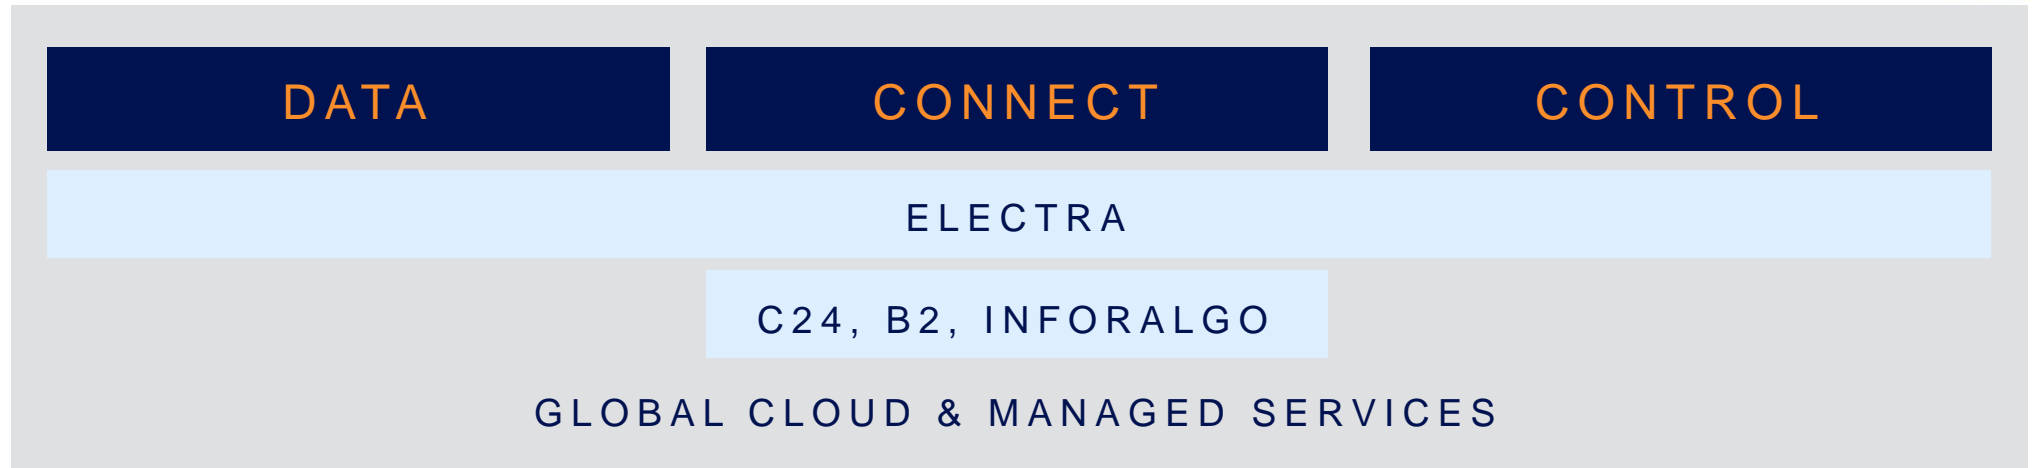 DATA
CONNECT
CONTROL
ELECTRA
C24, B2, INFORALGO
GLOBAL CLOUD & MANAGED SERVICES